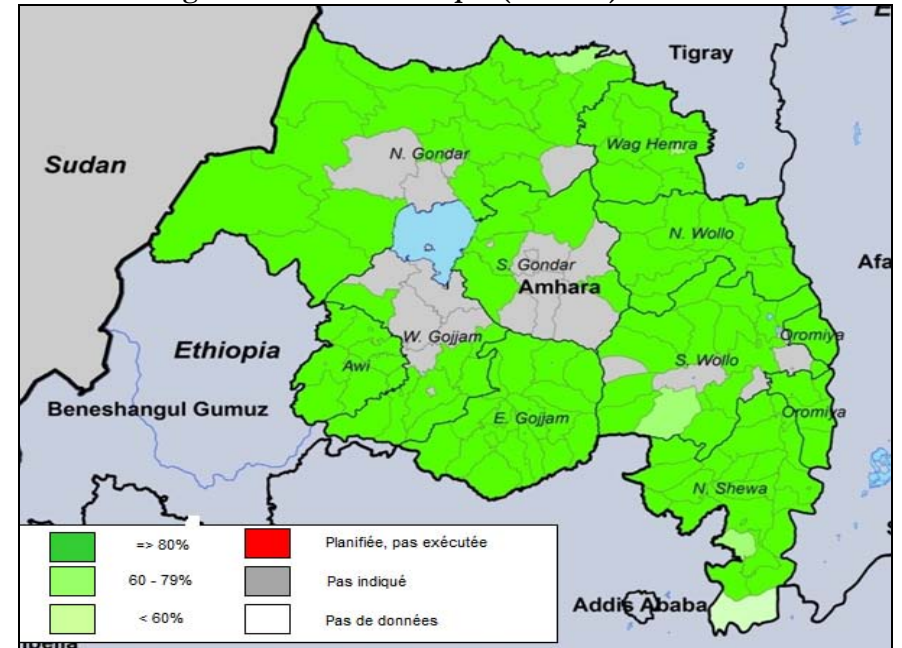 Tigray
Wag Hemra
N. Gondar
Sudan
N. Wollo
S. Gondar
Afa
Amhara
Oromiya
W. Gojjam
Ethiopia
S. Wollo
Awi
Beneshangul Gumuz
Oromiya
E. Gojjam
N. Shewa
=> 80%
Planifiée, pas exécutée
60 - 79%
Pas indiqué
< 60%
Pas de données
Addis Ababa